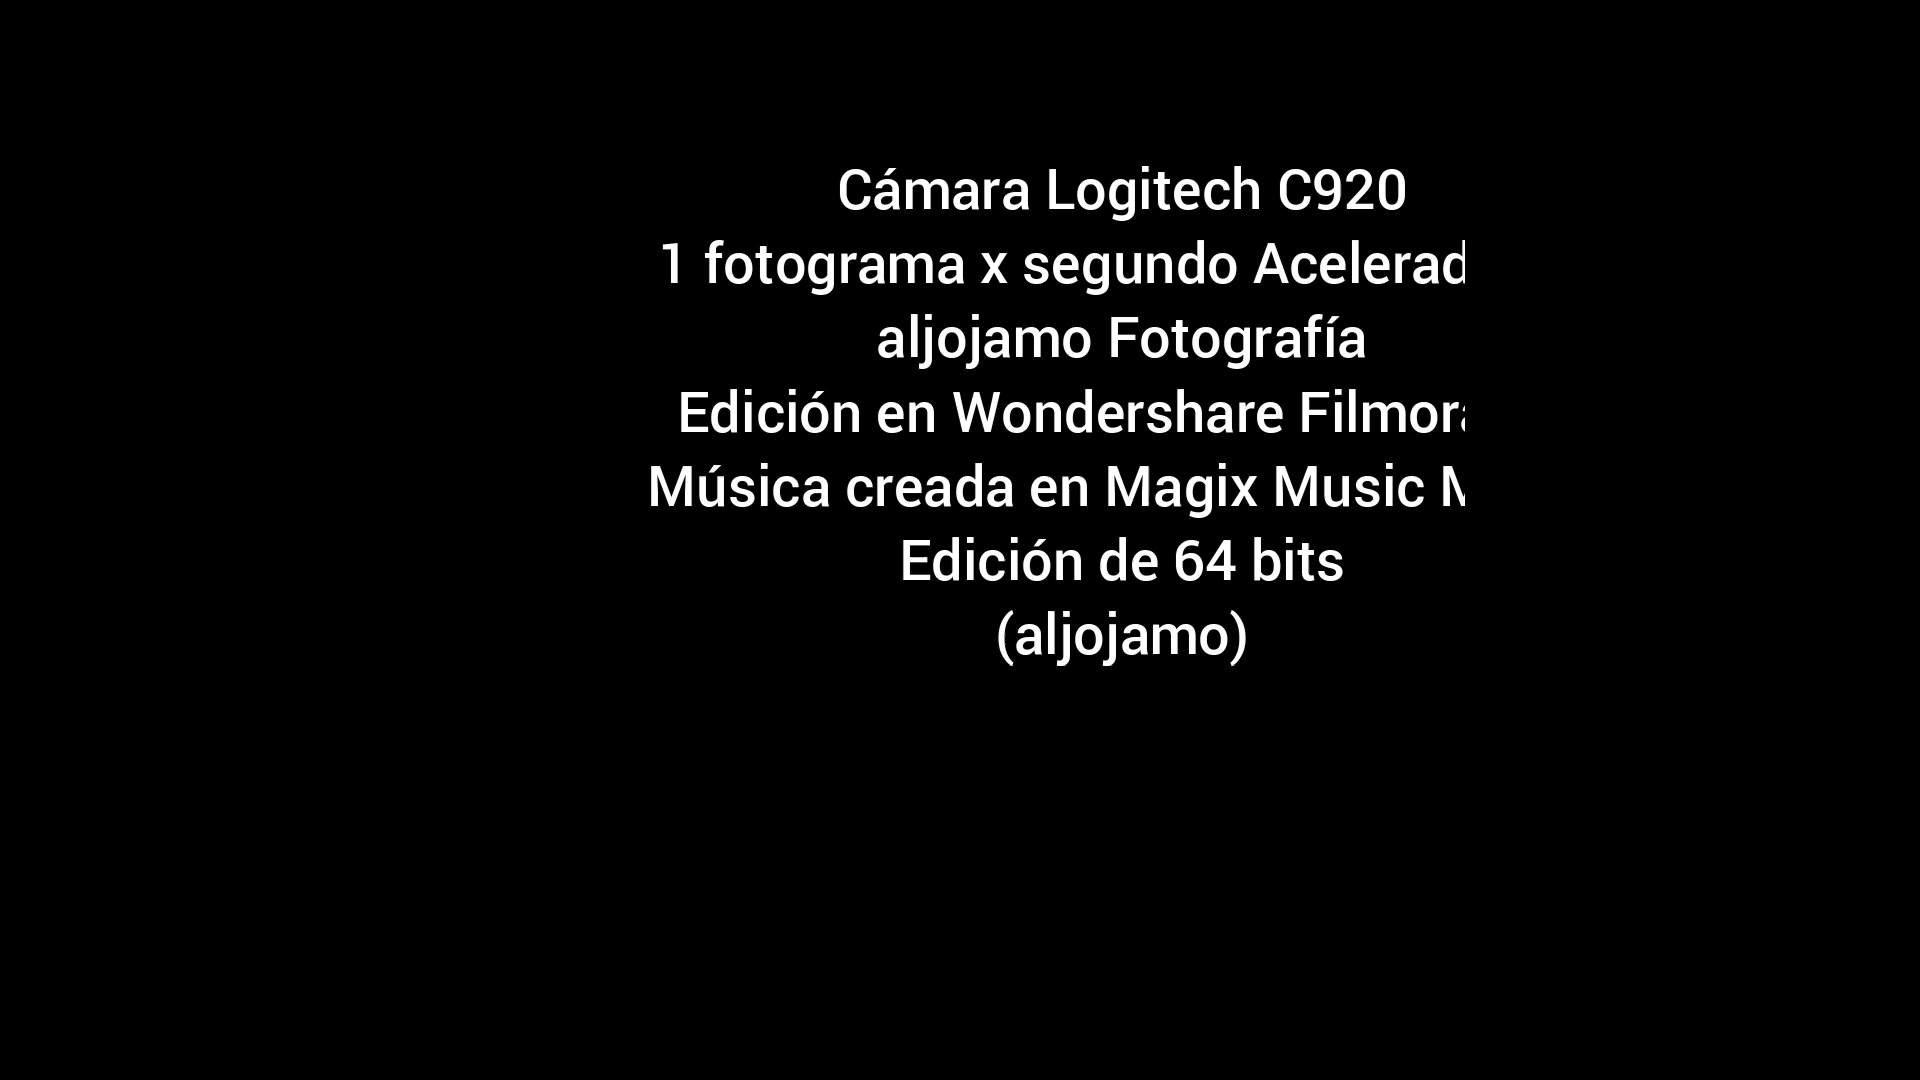 Cámara Logitech C920
1 fotograma x segundo Acelerad
aljojamo Fotografía
Edición en Wondershare Filmora
Música creada en Magix Music M
Edición de 64 bits
(aljojamo)